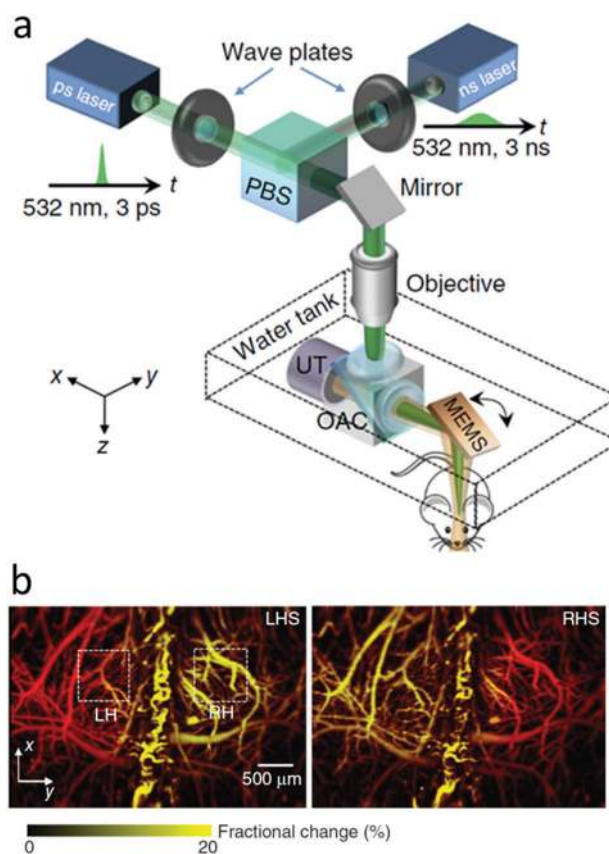 a
Wave plates
ps laser
ns laser
t
532 nm, 3 ps
t
532 nm, 3 ns
PBS
Mirror
Objective
Water tank
UT
OAC
MEMS
x
y
z
b
LHS
RHS
LH
RH
x
y
500 μm
Fractional change (%)
0
20